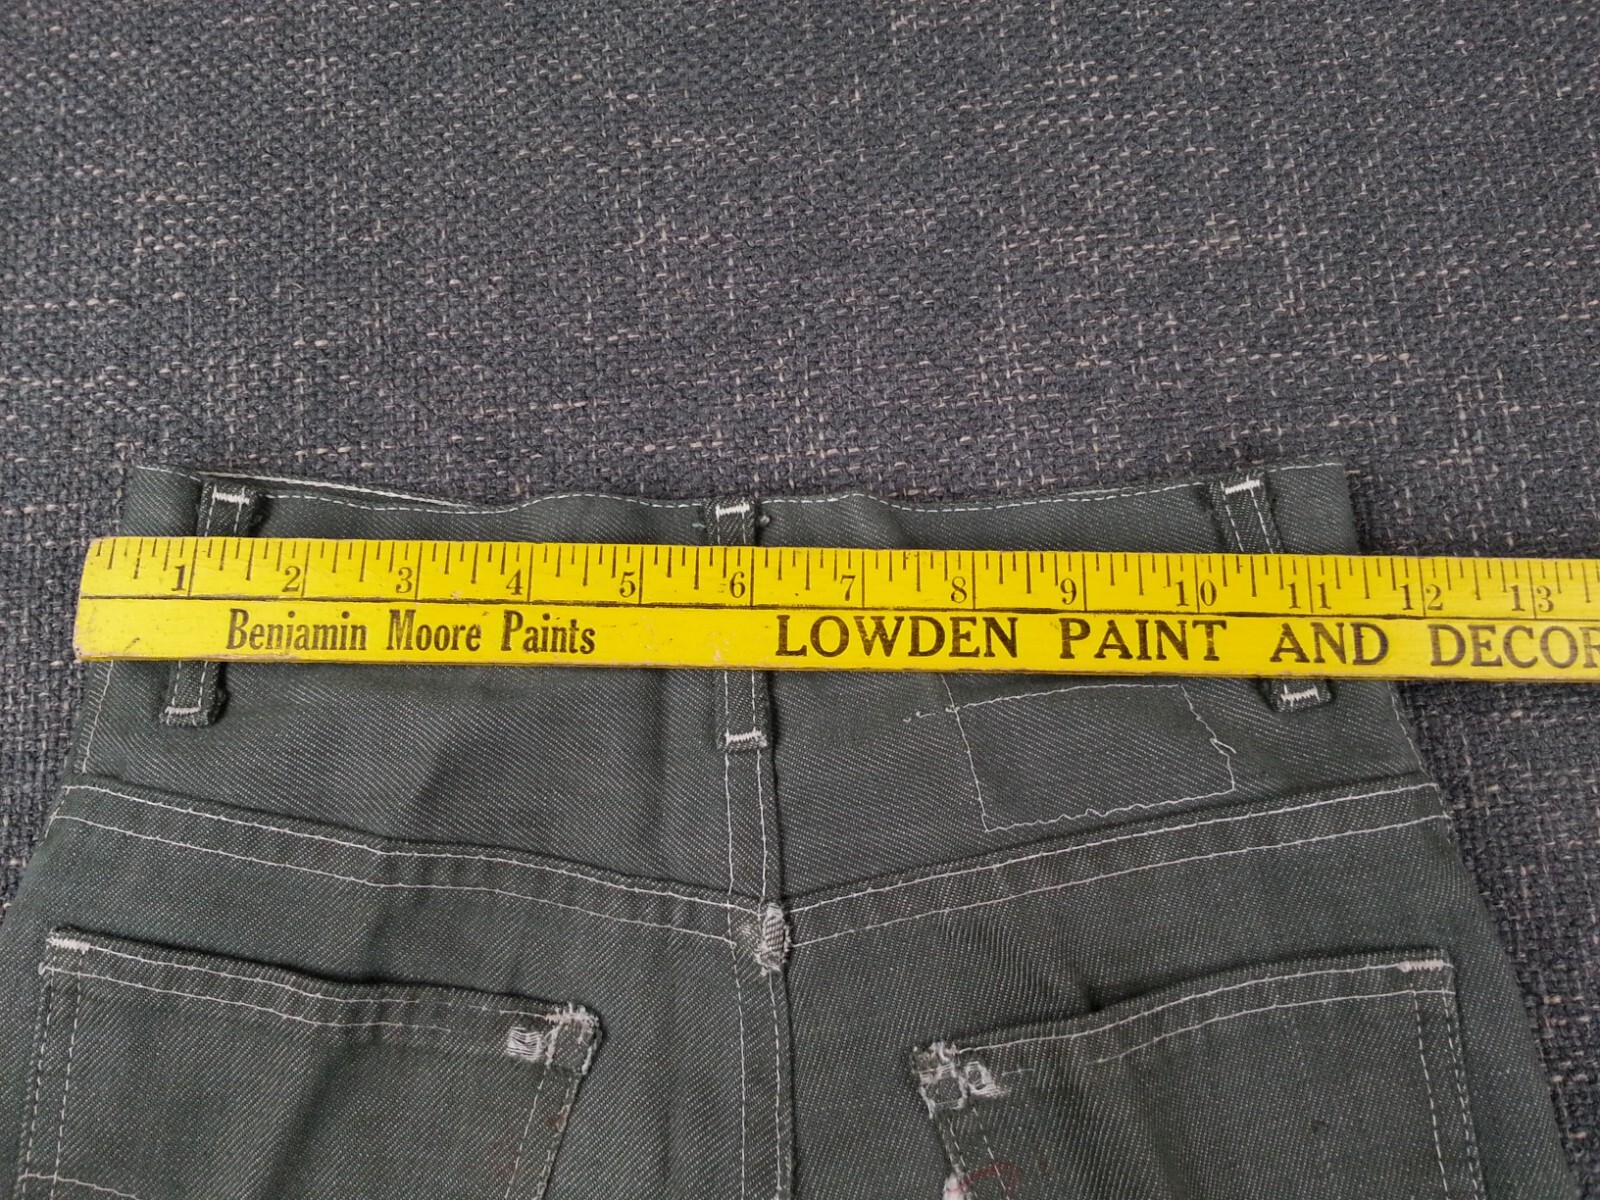 1 2 3 4 5 6 7 8 9 10 11 12 13
Benjamin Moore Paints LOWDEN PAINT AND DECOR